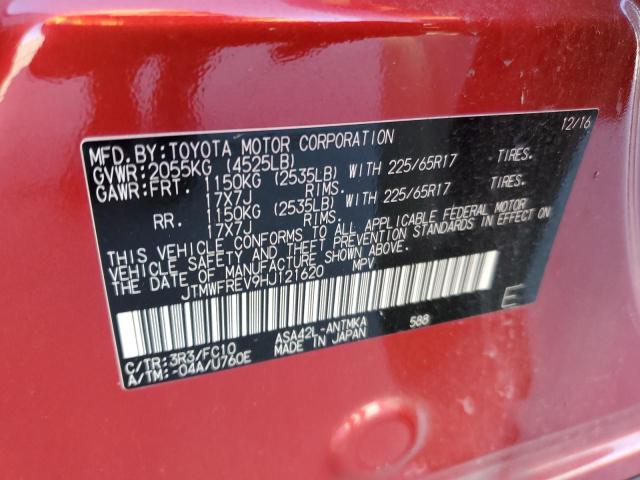 12/16
MFD. BY: TOYOTA MOTOR CORPORATION
GVWR: 2055KG (4525LB)
GAWR: FRT. 1150KG (2535LB) WITH 225/65R17 TIRES.
17X7J RIMS.
RR. 1150KG (2535LB) WITH 225/65R17 TIRES.
17X7J RIMS.
THIS VEHICLE CONFORMS TO ALL APPLICABLE FEDERAL MOTOR
VEHICLE SAFETY AND THEFT PREVENTION STANDARDS IN EFFECT ON
THE DATE OF MANUFACTURE SHOWN ABOVE.
JTMWFREV9HJ121620 MPV
E
ASA42L-ANTMKA 588
C/TR: 3R3/FC10 MADE IN JAPAN
A/TM: -04A/U760E